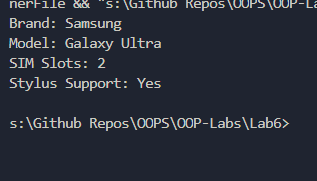 nerFile && "s:\Github Repos\OOPS\OOP-L
Brand: Samsung
Model: Galaxy Ultra
SIM Slots: 2
Stylus Support: Yes
s:\Github Repos\OOPS\OOP-Labs\Lab6>